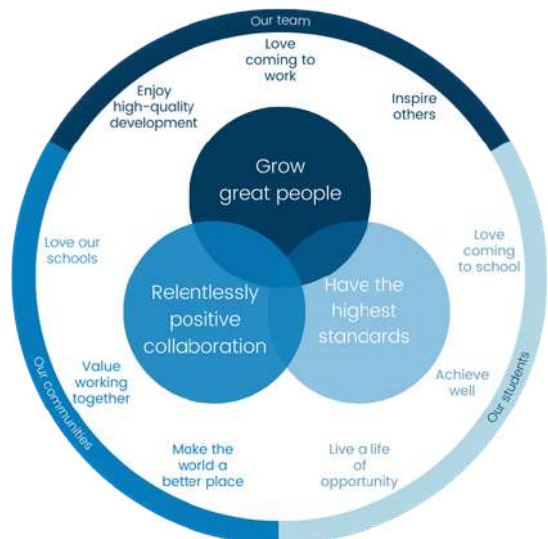 Our team
Love
coming to
work
Enjoy
high-quality
development
Inspire
others
Grow
great people
Love our
schools
Love
coming
to school
Relentlessly
positive
collaboration
Have the
highest
standards
Value
working
together
Achieve
well
Our communities
Our students
Make the
world a
better place
Live a life
of
opportunity